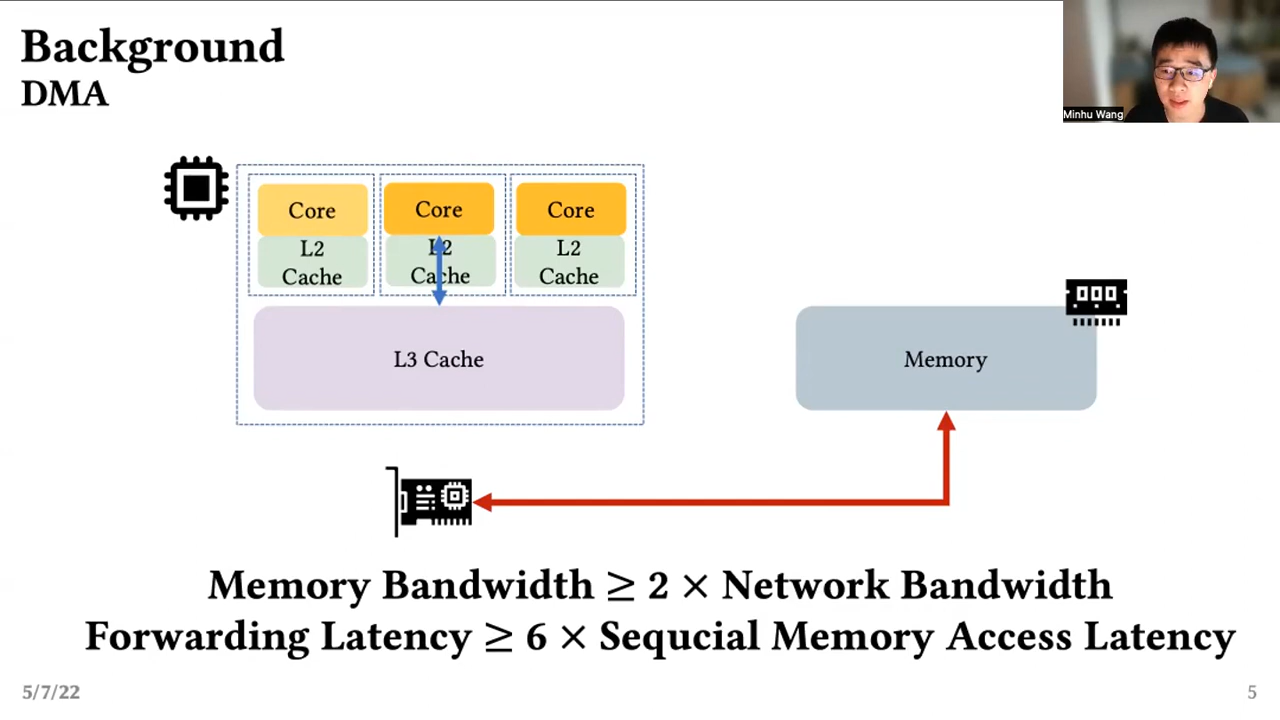 Background
DMA
Minhu Wang
Core
Core
Core
L2
Cache
L2
Cache
L2
Cache
L3 Cache
Memory
Memory Bandwidth ≥ 2 × Network Bandwidth
Forwarding Latency ≥ 6 × Sequcial Memory Access Latency
5/7/22
5